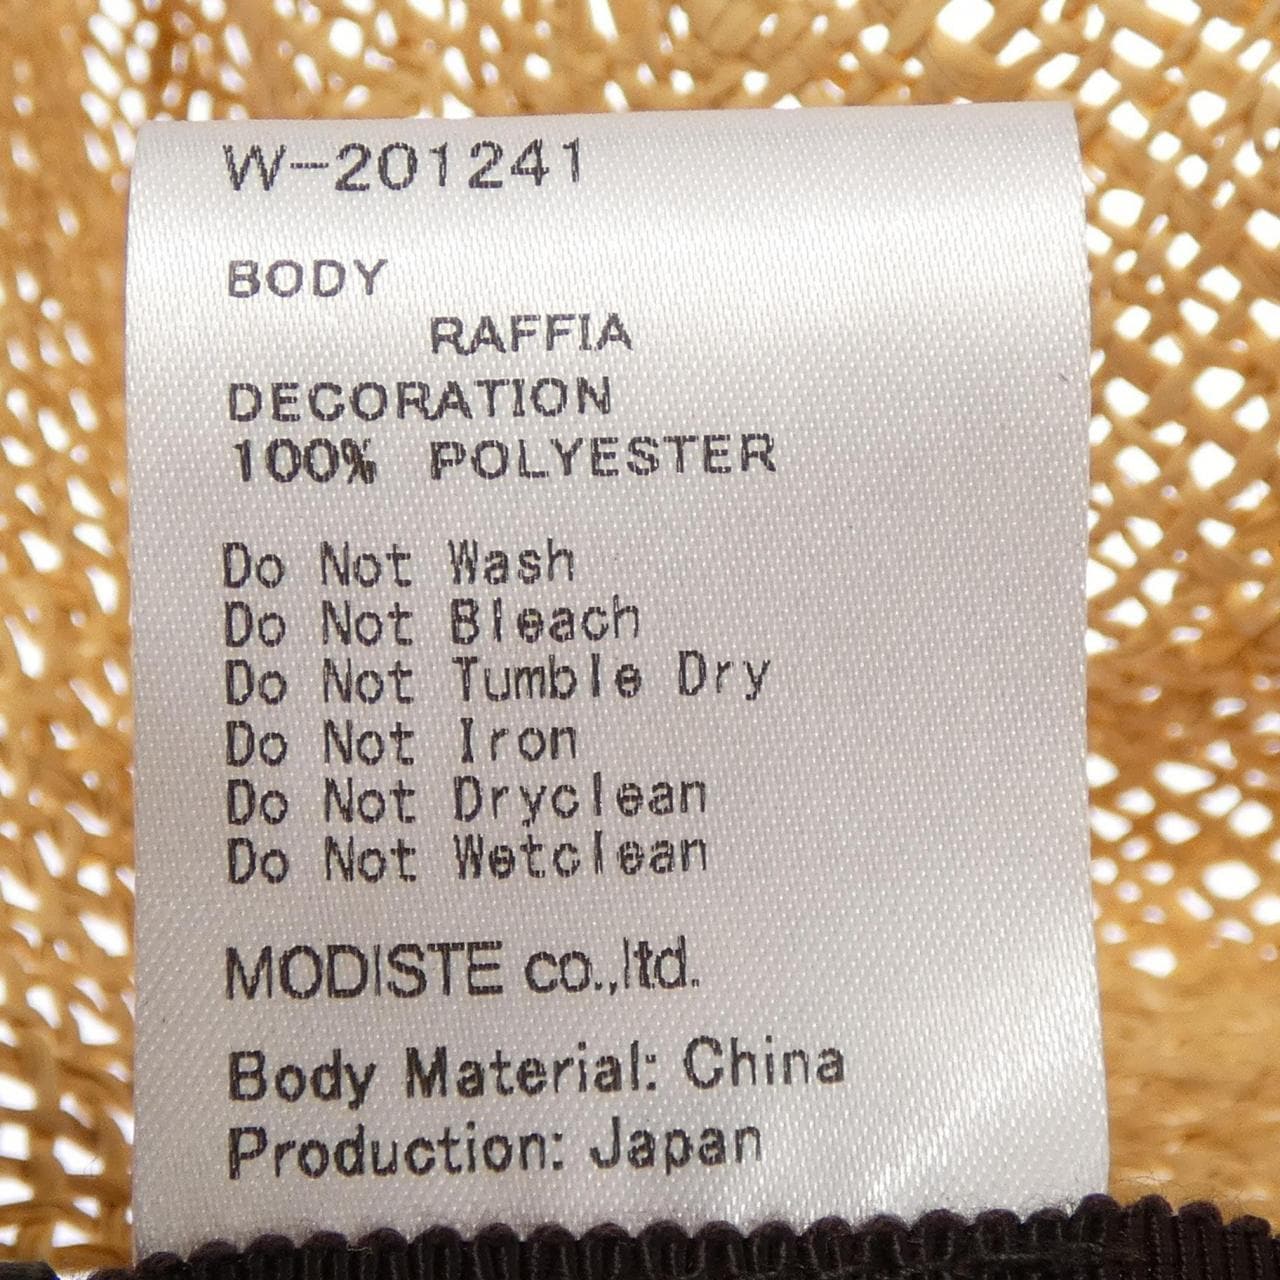 W-201241
BODY
RAFFIA
DECORATION
100% POLYESTER
Do Not Wash
Do Not Bleach
Do Not Tumble Dry
Do Not Iron
Do Not Dryclean
Do Not Wetclean
MODISTE co.,ltd.
Body Material: China
Production: Japan